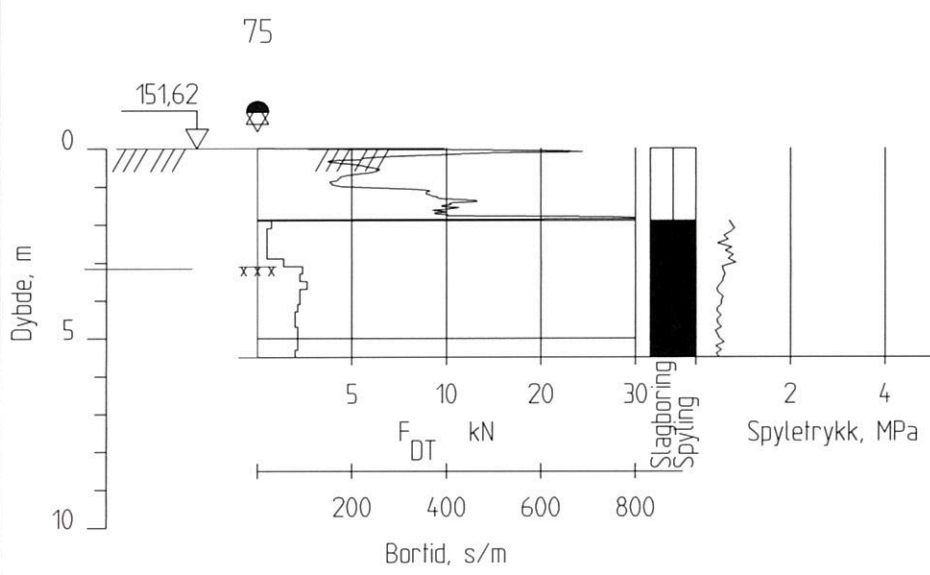 75
151,62
0
5
10
Dybde, m
x x x
5 10 20 30
F DT kN
200 400 600 800
Bortid, s/m
Slagboring
Spyling
2 4
Spyletrykk, MPa